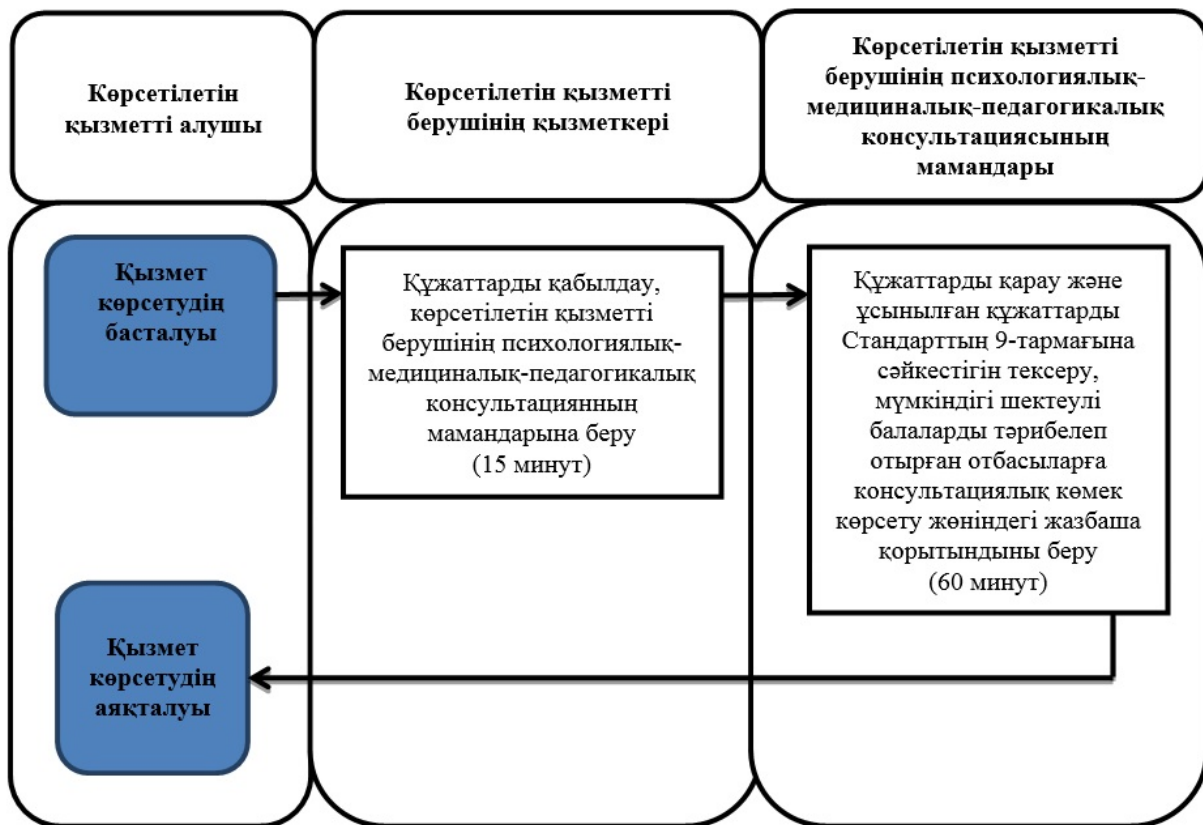 Көрсетілетін
қызметті алушы
Көрсетілетін қызметті
берушінің қызметкері
Көрсетілетін қызметті
берушінің психологиялық-
медициналық-педагогикалық
консультациясының
мамандары
Қызмет
көрсетудің
басталуы
Құжаттарды қабылдау,
көрсетілетін қызметті
берушінің психологиялық-
медициналық-педагогикалық
консультациянның
мамандарына беру
(15 минут)
Құжаттарды қарау және
ұсынылған құжаттарды
Стандарттың 9-тармағына
сәйкестігін тексеру,
мүмкіндігі шектеулі
балаларды тәрибелеп
отырған отбасыларға
консультациялық көмек
көрсету жөніндегі жазбаша
қорытындыны беру
(60 минут)
Қызмет
көрсетудің
аяқталуы